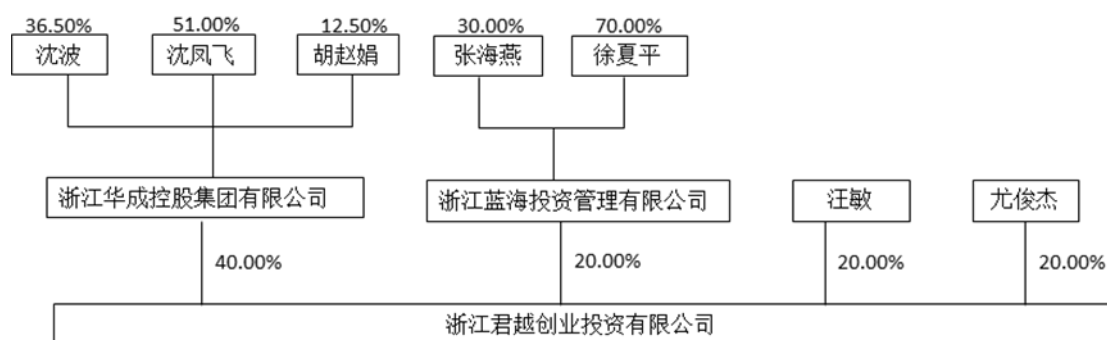 36.50% 51.00% 12.50% 30.00% 70.00%
沈波 沈凤飞 胡赵娟 张海燕 徐夏平
浙江华成控股集团有限公司 浙江蓝海投资管理有限公司 汪敏 尤俊杰
40.00% 20.00% 20.00% 20.00%
浙江君越创业投资有限公司